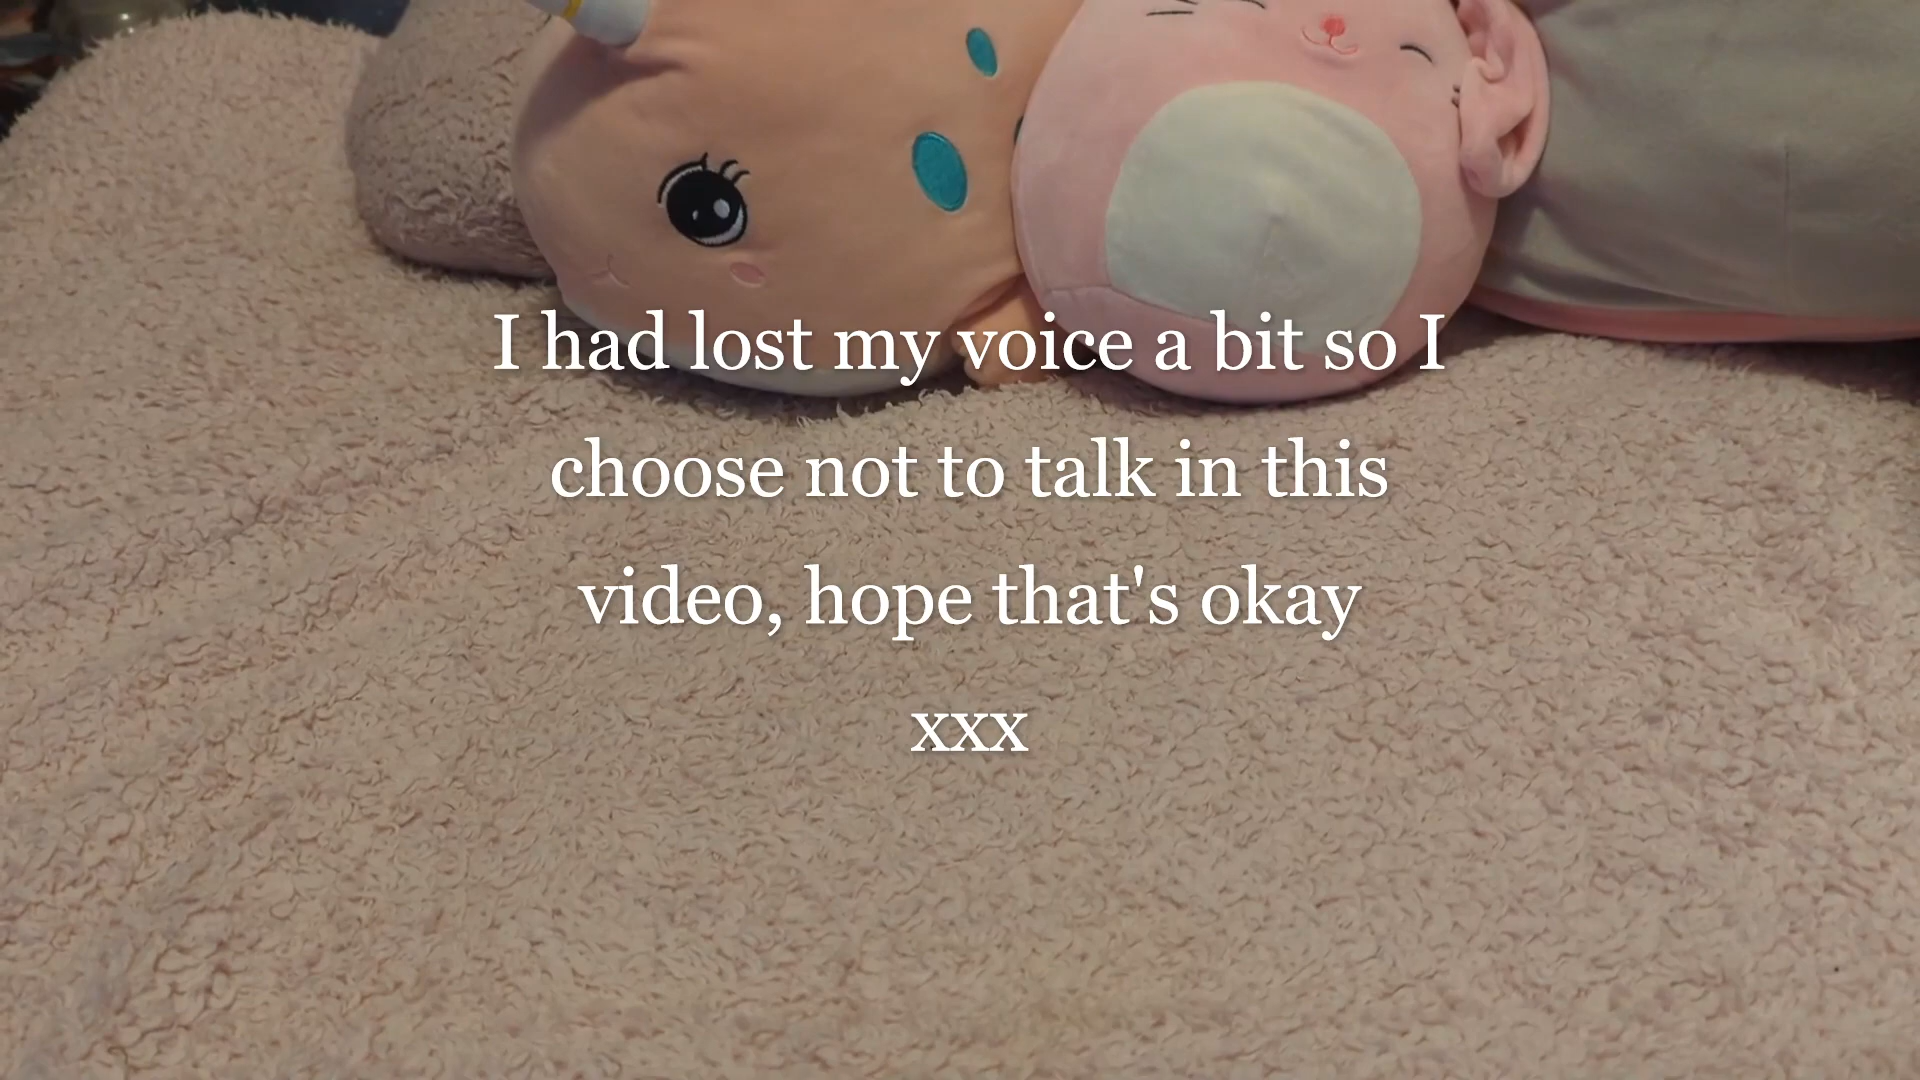 I had lost my voice a bit so I
choose not to talk in this
video, hope that's okay
xxx